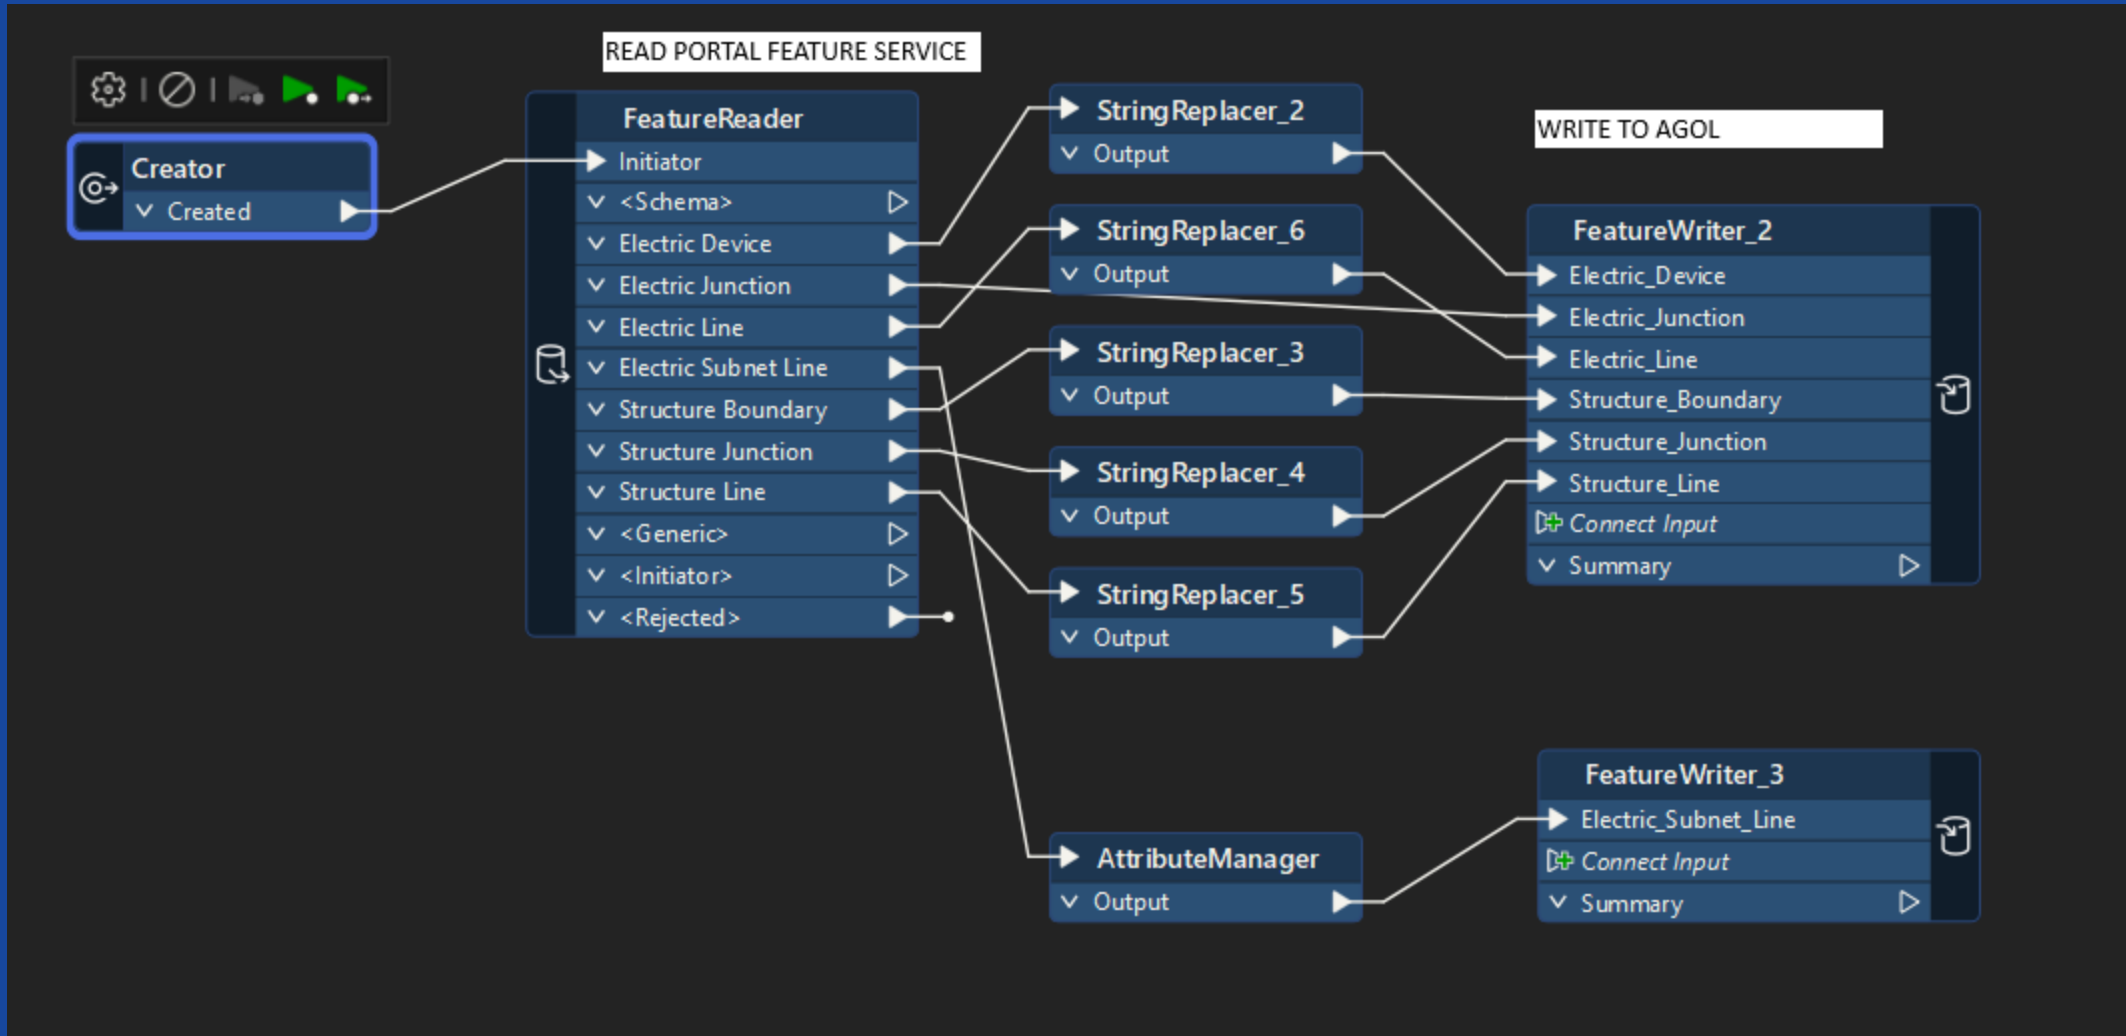 READ PORTAL FEATURE SERVICE
Creator
Created
FeatureReader
Initiator
<Schema>
Electric Device
Electric Junction
Electric Line
Electric Subnet Line
Structure Boundary
Structure Junction
Structure Line
<Generic>
<Initiator>
<Rejected>
StringReplacer_2
Output
StringReplacer_6
Output
StringReplacer_3
Output
StringReplacer_4
Output
StringReplacer_5
Output
AttributeManager
Output
WRITE TO AGOL
FeatureWriter_2
Electric_Device
Electric_Junction
Electric_Line
Structure_Boundary
Structure_Junction
Structure_Line
Connect Input
Summary
FeatureWriter_3
Electric_Subnet_Line
Connect Input
Summary